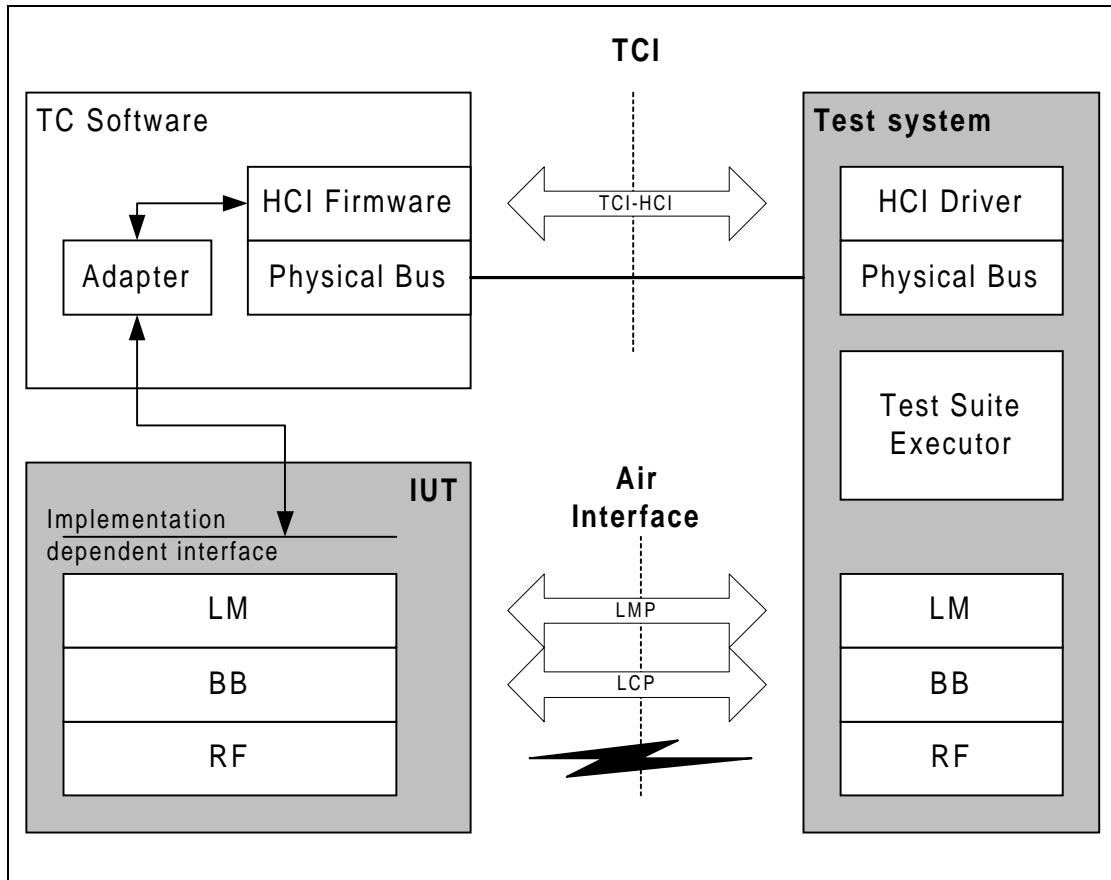 TCI
TC Software
Test system
HCI Firmware
TCI-HCI
HCI Driver
Adapter
Physical Bus
Physical Bus
Test Suite
Executor
IUT
Air
Interface
Implementation
dependent interface
LM
LMP
LM
BB
LCP
BB
RF
RF